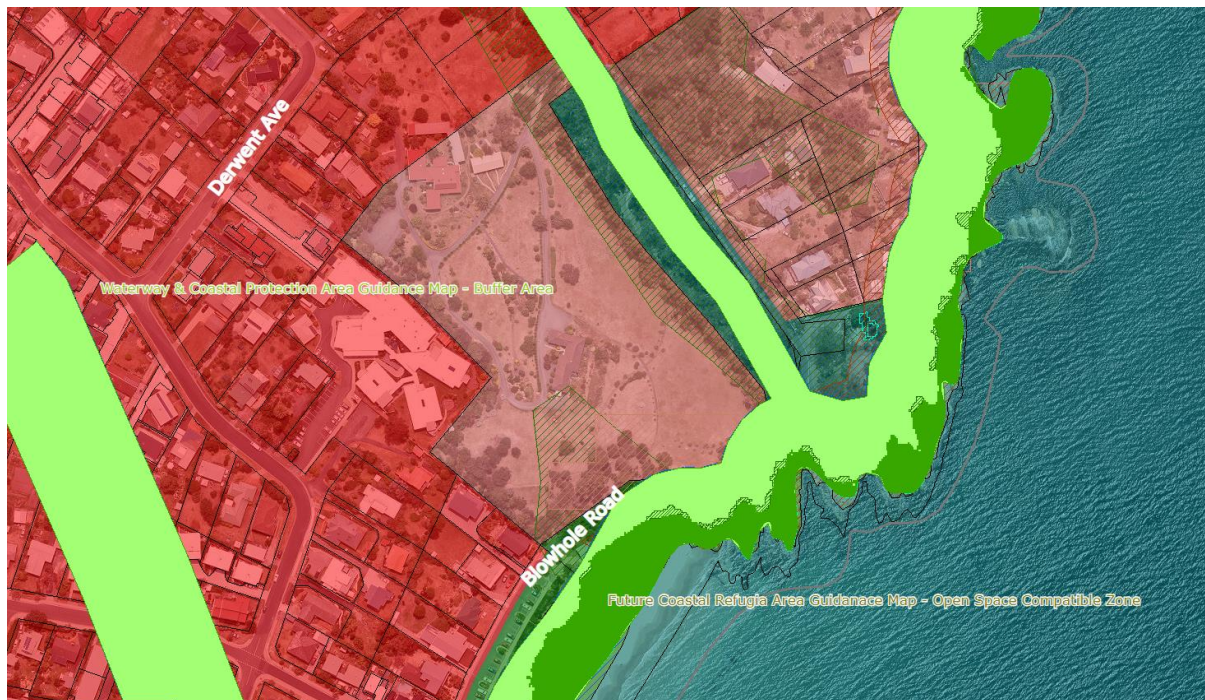 Derwent Ave
Waterway & Coastal Protection Area Guidance Map - Buffer Area
Blowhole Road
Future Coastal Refugia Area Guidanace Map - Open Space Compatible Zone